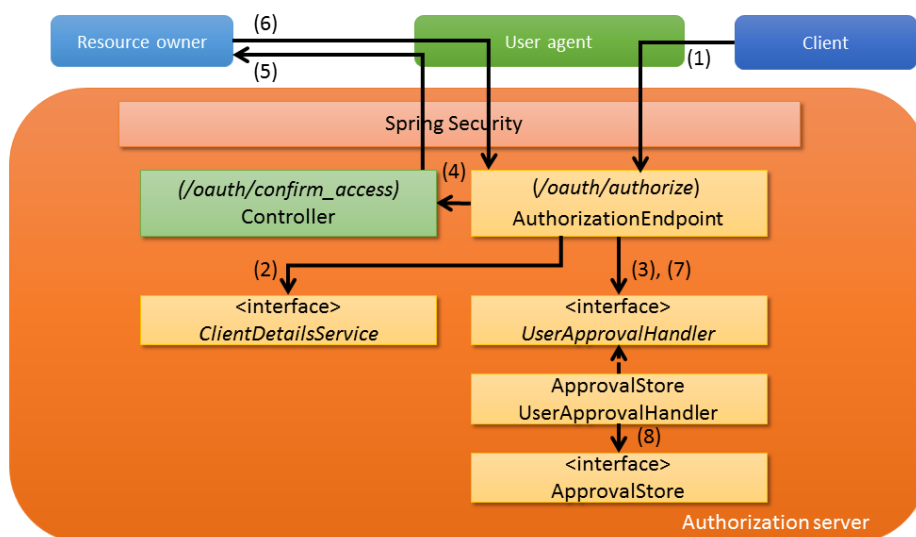 (6)
Resource owner
User agent
Client
(5)
(1)
Spring Security
(/oauth/confirm_access)
Controller
(4)
(/oauth/authorize)
AuthorizationEndpoint
(2)
(3), (7)
<interface>
ClientDetailsService
<interface>
UserApprovalHandler
ApprovalStore
UserApprovalHandler
(8)
<interface>
ApprovalStore
Authorization server